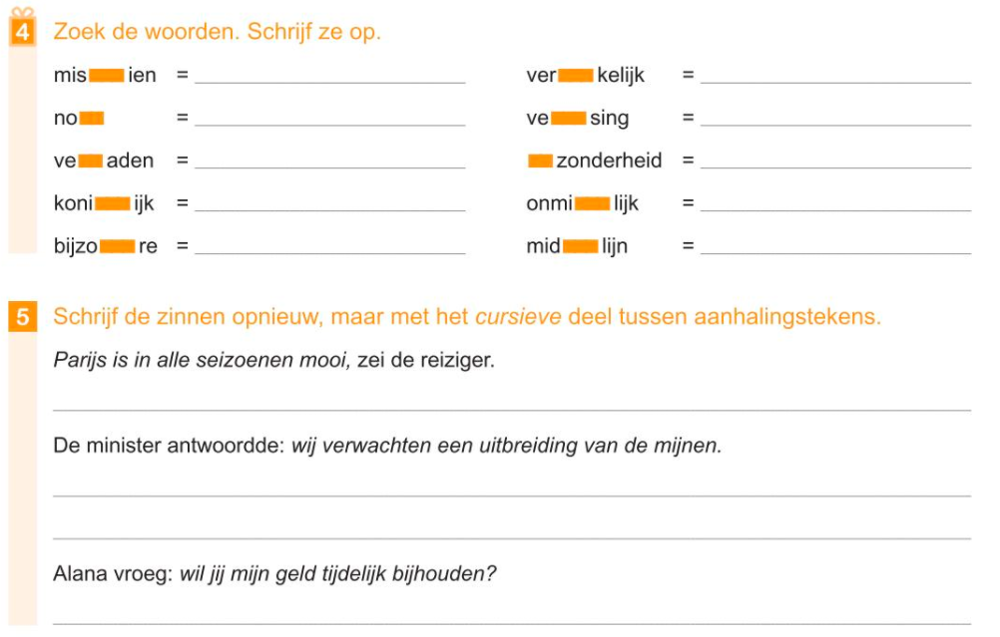 4 Zoek de woorden. Schrijf ze op.
mis ien = ver kelijk =
no = ve sing =
ve aden = zonderheid =
koni ijk = onmi lijk =
bijzo re = mid lijn =
5 Schrijf de zinnen opnieuw, maar met het cursieve deel tussen aanhalingstekens.
Parijs is in alle seizoenen mooi, zei de reiziger.
De minister antwoordde: wij verwachten een uitbreiding van de mijnen.
Alana vroeg: wil jij mijn geld tijdelijk bijhouden?